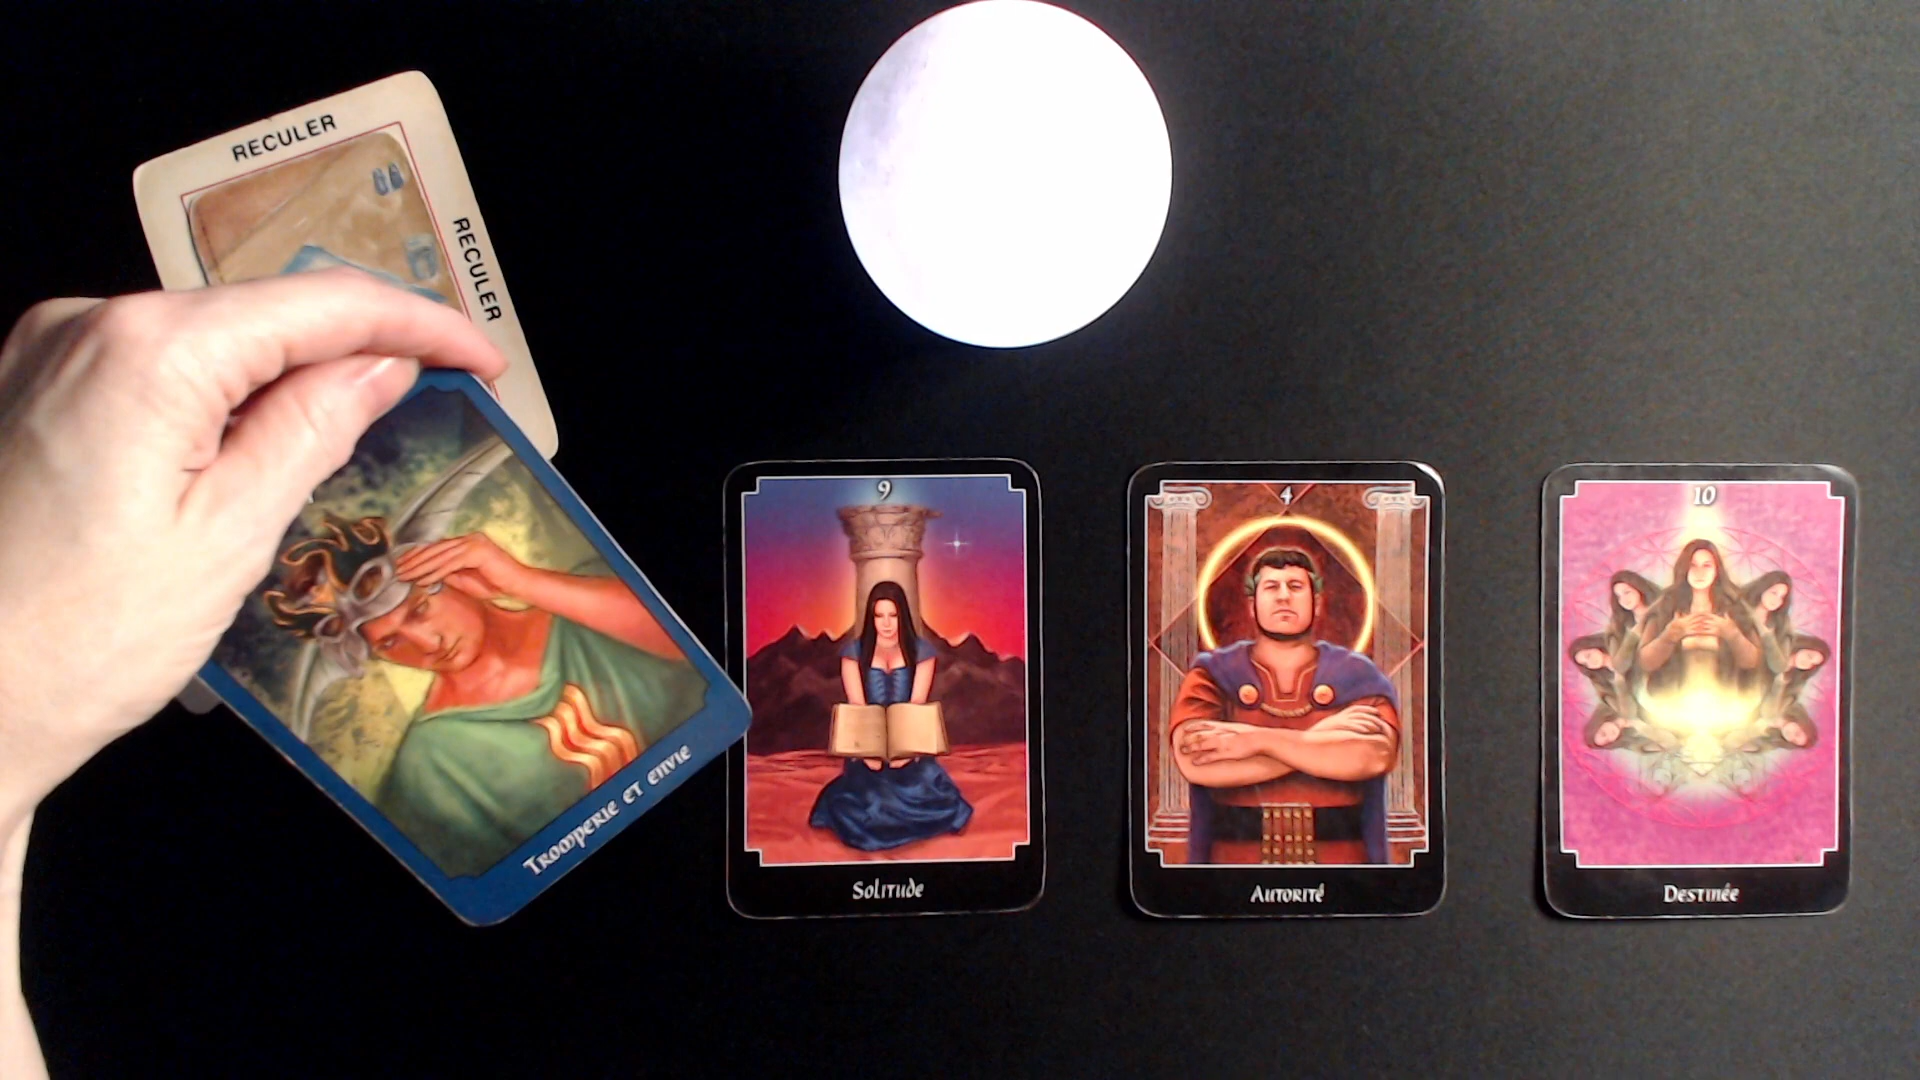 RECULER
RECULER
Tromperie et envie
9
Solitude
4
Autorité
10
Destinée